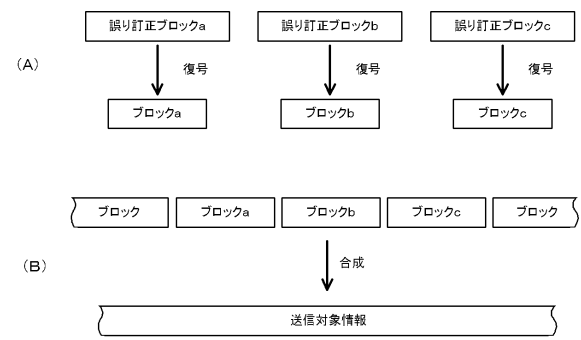 誤り訂正ブロックa 誤り訂正ブロックb 誤り訂正ブロックc
(A) 復号 復号 復号
ブロックa ブロックb ブロックc
ブロック ブロックa ブロックb ブロックc ブロック
(B) 合成
送信対象情報